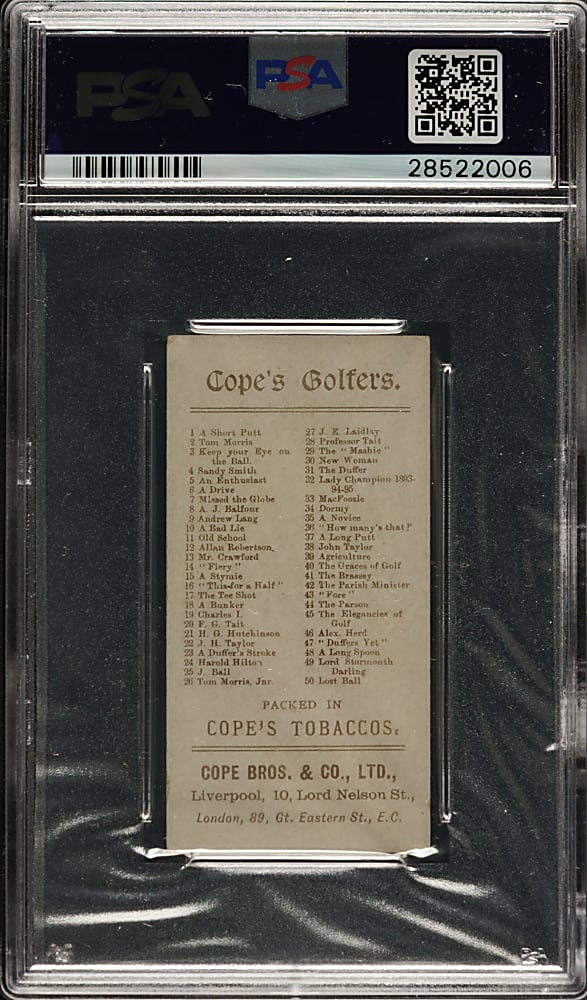 PSA
PSA
28522006
Cope's Golfers.
1 A Short Putt
2 Tom Morris
3 Keep your Eye on
the Ball.
4 Sandy Smith
5 An Enthusiast
6 A Drive
7 Missed the Globe
8 A. J. Balfour
9 Andrew Lang
10 A Bad Lie
11 Old School
12 Allan Robertson.
13 Mr. Crawford
14 "Fiery"
15 A Stymie
16 "This for a Half"
17 The Tee Shot
18 A Bunker
19 Charles I.
20 F. G. Tait
21 H. G. Hutchinson
22 J. H. Taylor
23 A Duffer's Stroke
24 Harold Hilton
25 J. Ball
26 Tom Morris, Jnr.
27 J. E. Laidlay
28 Professor Tait
29 The "Mashie"
30 New Woman
31 The Duffer
32 Lady Champion 1893-
94-95
33 MacFoozle
34 Dormy
35 A Novice
36 "How many's that?'
37 A Long Putt
38 John Taylor
39 Agriculture
40 The Graces of Golf
41 The Brassey
42 The Parish Minister
43 "Fore"
44 The Parson
45 The Elegancies of
Golf
46 Alex. Herd
47 "Duffers Yet"
48 A Long Spoon
49 Lord Stormonth
Darling
50 Lost Ball
PACKED IN
COPE'S TOBACCOS.
COPE BROS. & CO., LTD.,
Liverpool, 10, Lord Nelson St.,
London, 89, Gt. Eastern St., E.C.
PSA